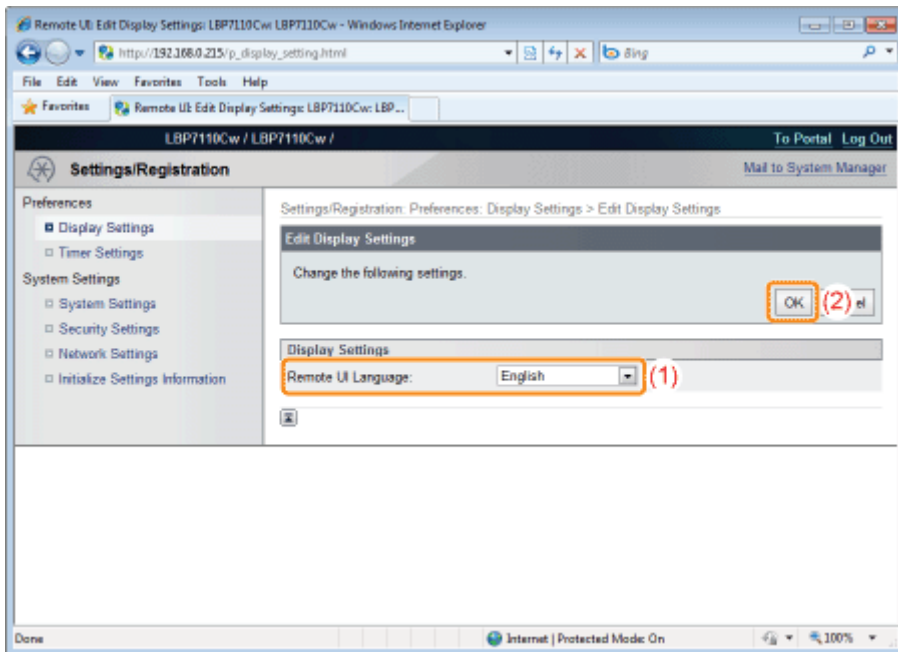 Remote UI: Edit Display Settings: LBP7110Cw: LBP7110Cw - Windows Internet Explorer
http://192.168.0.215/p_display_setting.html
Bing
File Edit View Favorites Tools Help
Favorites Remote UI: Edit Display Settings: LBP7110Cw: LBP...
LBP7110Cw / LBP7110Cw / To Portal Log Out
Settings/Registration Mail to System Manager
Preferences
Display Settings
Timer Settings
System Settings
System Settings
Security Settings
Network Settings
Initialize Settings Information
Settings/Registration: Preferences: Display Settings > Edit Display Settings
Edit Display Settings
Change the following settings.
OK (2) el
Display Settings
Remote UI Language: English (1)
Done Internet | Protected Mode: On 100%